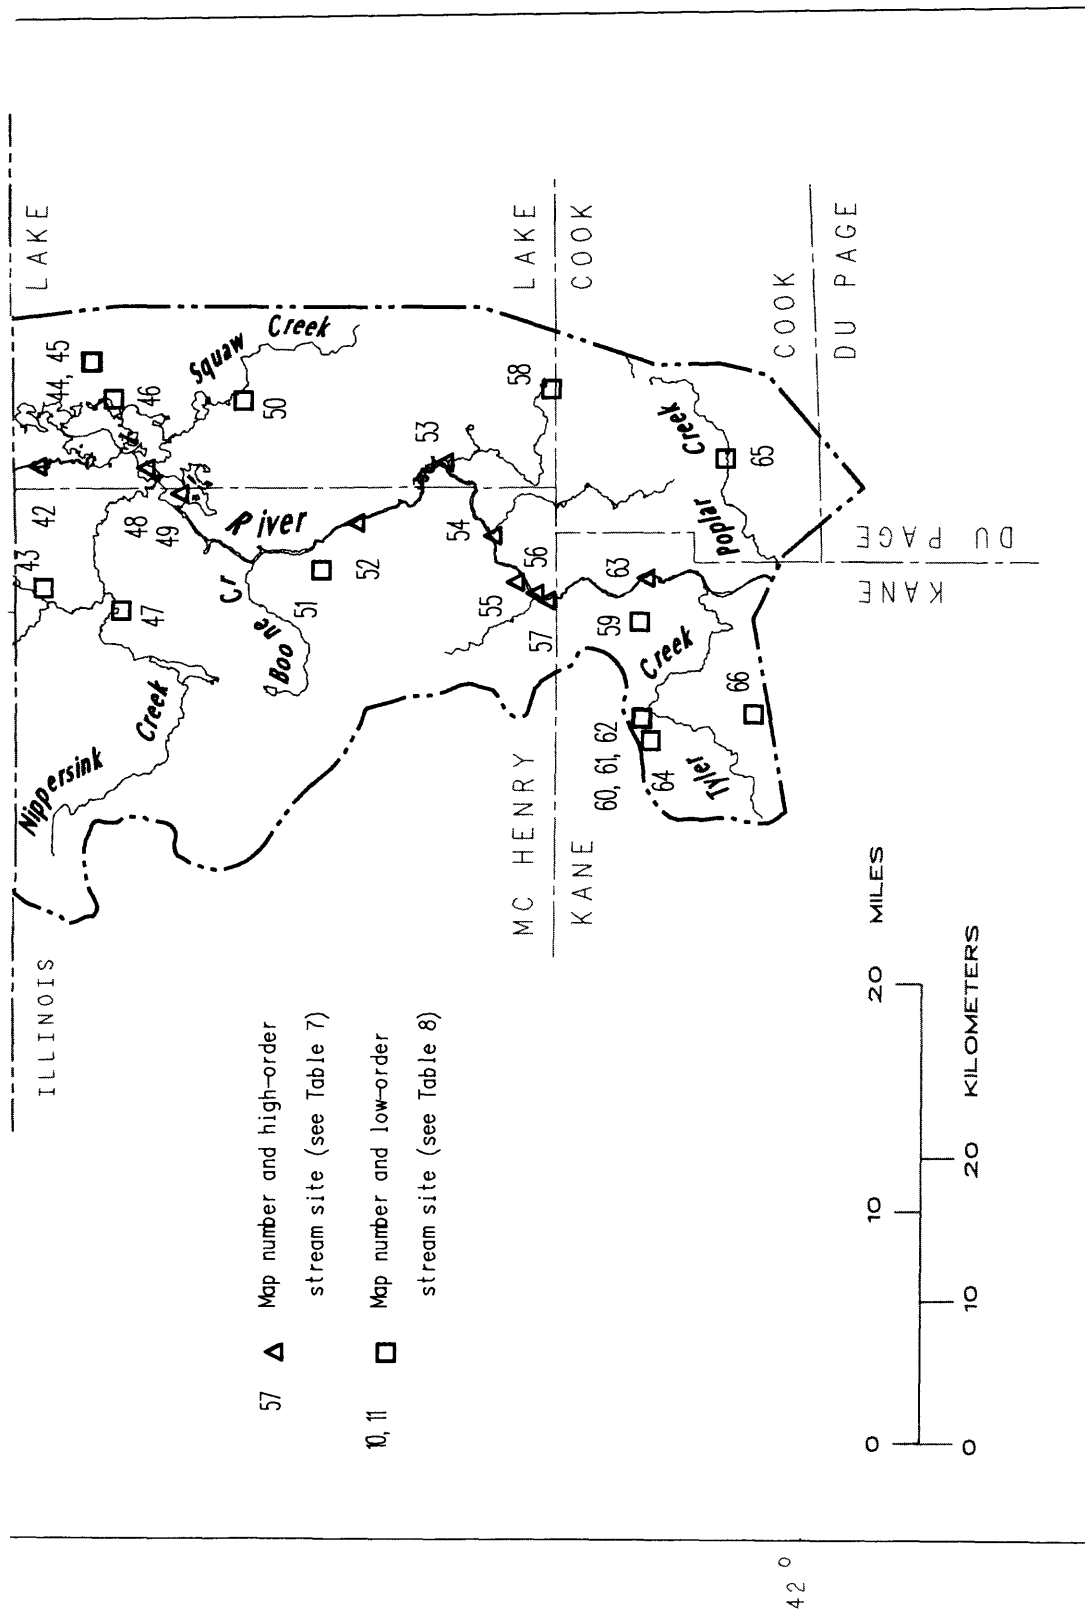 ILLINOIS
LAKE
43
42
44, 45
46
47
48
49
Squaw
Creek
50
Nippersink
Creek
River
Boone
Cr
51
52
53
54
55
56
57
58
LAKE
COOK
MC HENRY
KANE
59
60, 61, 62
63
64
Creek
Tyler
66
Poplar
Creek
65
COOK
DU PAGE
DU PAGE
KANE
57 Map number and high-order
stream site (see Table 7)
10, 11 Map number and low-order
stream site (see Table 8)
0 10 20 MILES
0 10 20 KILOMETERS
42°